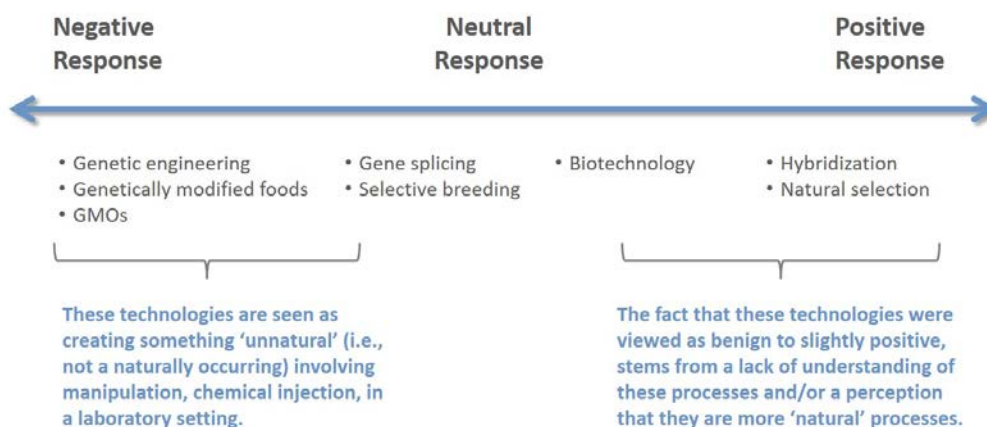 Negative Response
Neutral Response
Positive Response
• Genetic engineering
• Genetically modified foods
• GMOs
• Gene splicing
• Selective breeding
• Biotechnology
• Hybridization
• Natural selection
These technologies are seen as
creating something ‘unnatural’ (i.e.,
not a naturally occurring) involving
manipulation, chemical injection, in
a laboratory setting.
The fact that these technologies were
viewed as benign to slightly positive,
stems from a lack of understanding of
these processes and/or a perception
that they are more ‘natural’ processes.